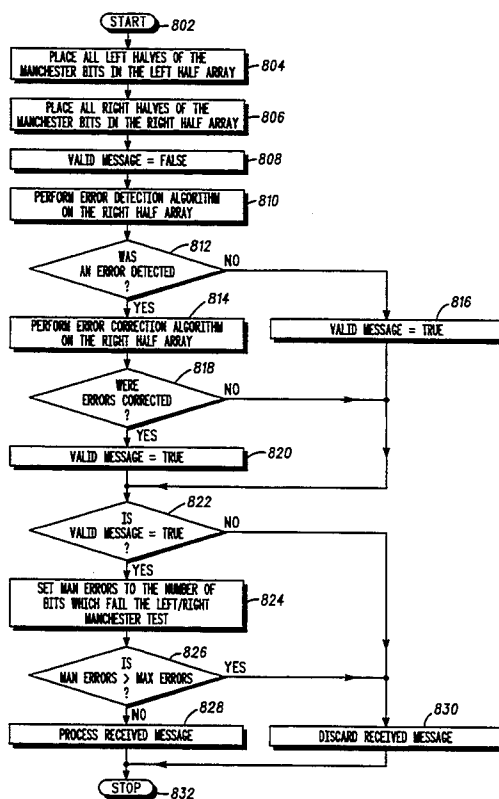 START
802
PLACE ALL LEFT HALVES OF THE
MANCHESTER BITS IN THE LEFT HALF ARRAY
804
PLACE ALL RIGHT HALVES OF THE
MANCHESTER BITS IN THE RIGHT HALF ARRAY
806
VALID MESSAGE = FALSE
808
PERFORM ERROR DETECTION ALGORITHM
ON THE RIGHT HALF ARRAY
810
812
WAS
AN ERROR DETECTED
?
NO
YES
814
PERFORM ERROR CORRECTION ALGORITHM
ON THE RIGHT HALF ARRAY
816
VALID MESSAGE = TRUE
818
WERE
ERRORS CORRECTED
?
NO
YES
820
VALID MESSAGE = TRUE
822
IS
VALID MESSAGE = TRUE
?
NO
YES
SET MAN ERRORS TO THE NUMBER OF
BITS WHICH FAIL THE LEFT/RIGHT
MANCHESTER TEST
824
826
IS
MAN ERRORS > MAX ERRORS
?
YES
NO
828
PROCESS RECEIVED MESSAGE
830
DISCARD RECEIVED MESSAGE
STOP
832